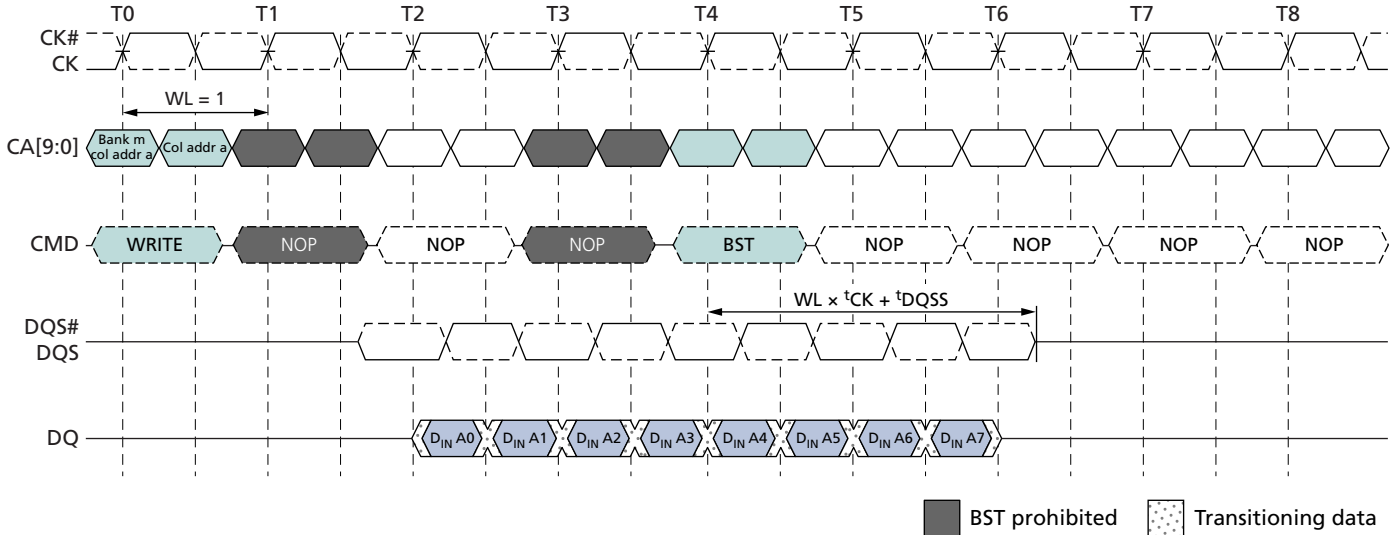 T0 T1 T2 T3 T4 T5 T6 T7 T8
CK#
CK
WL = 1
CA[9:0] Bank m col addr a Col addr a
CMD WRITE NOP NOP NOP BST NOP NOP NOP NOP
WL × tCK + tDQSS
DQS#
DQS
DQ DIN A0 DIN A1 DIN A2 DIN A3 DIN A4 DIN A5 DIN A6 DIN A7
BST prohibited Transitioning data